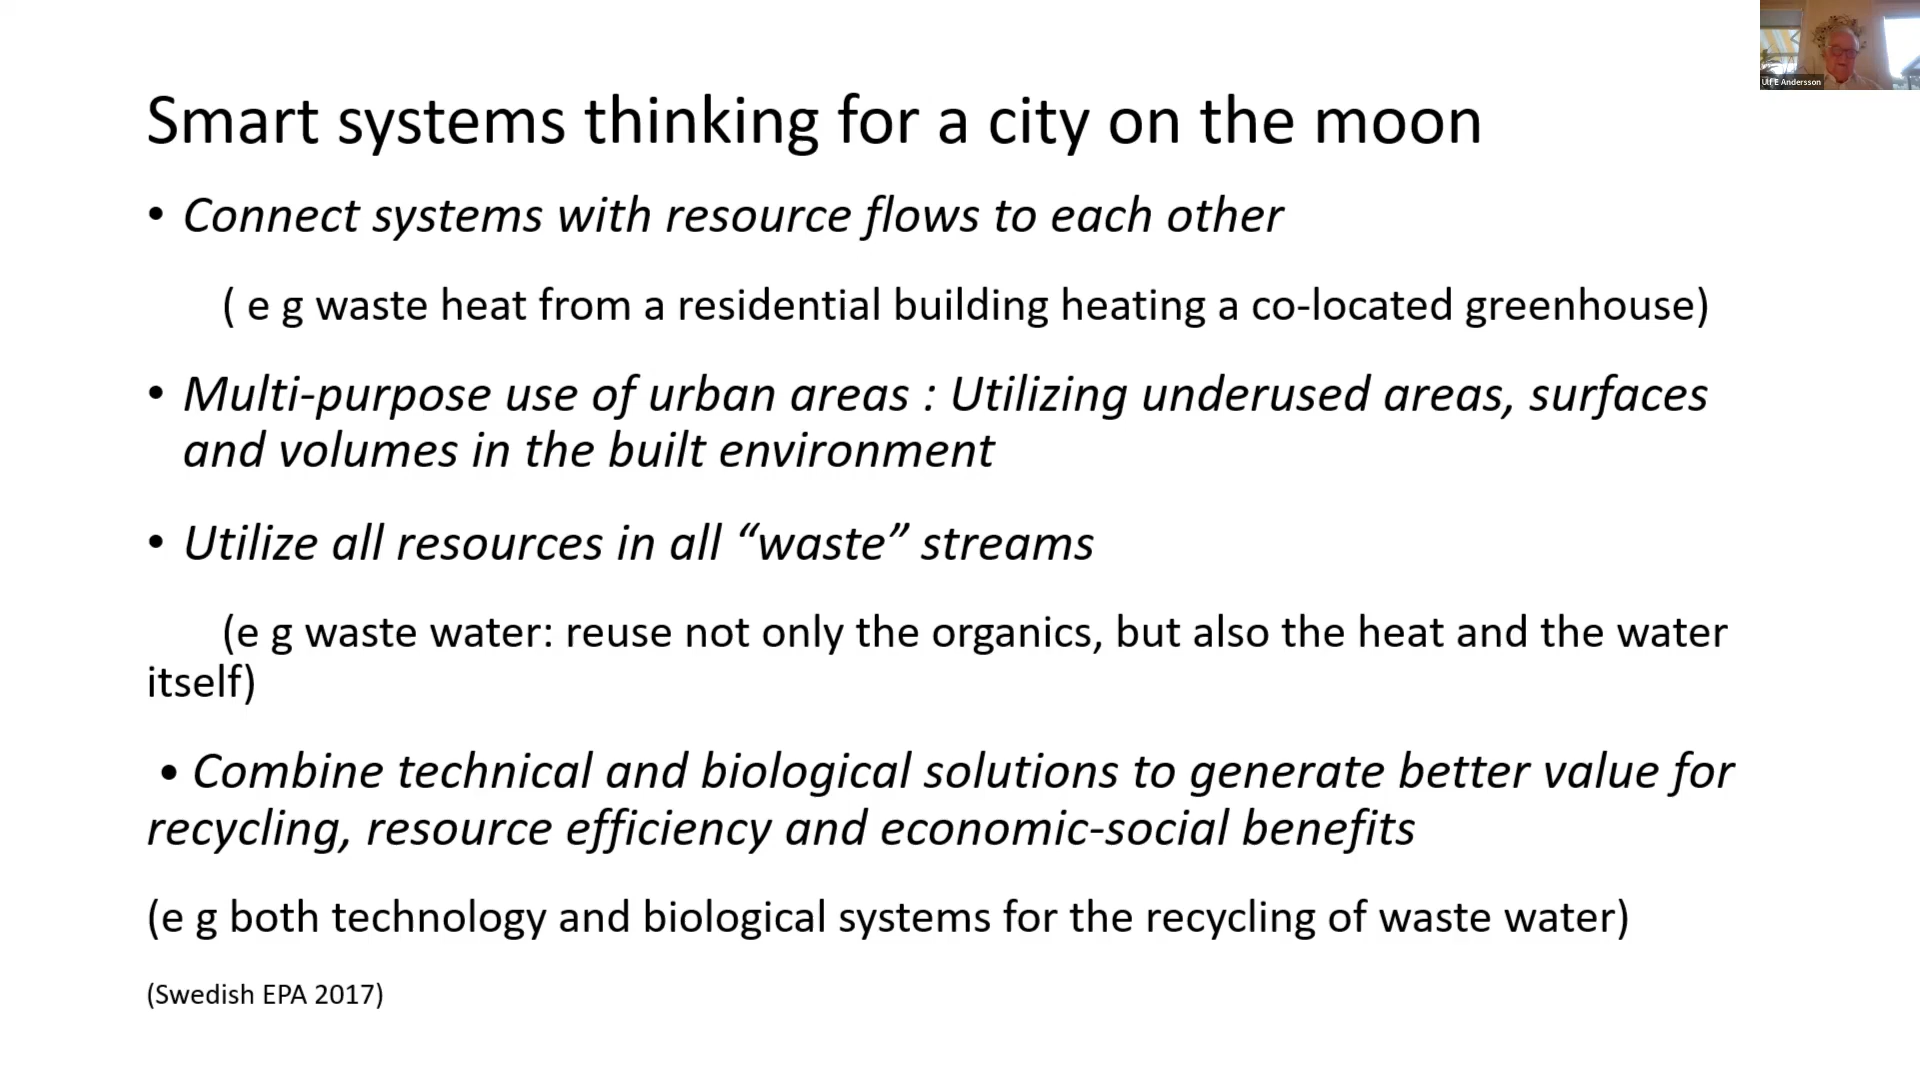 Ulf E Andersson
Smart systems thinking for a city on the moon
• Connect systems with resource flows to each other
( e g waste heat from a residential building heating a co-located greenhouse)
• Multi-purpose use of urban areas : Utilizing underused areas, surfaces
and volumes in the built environment
• Utilize all resources in all “waste” streams
(e g waste water: reuse not only the organics, but also the heat and the water
itself)
• Combine technical and biological solutions to generate better value for
recycling, resource efficiency and economic-social benefits
(e g both technology and biological systems for the recycling of waste water)
(Swedish EPA 2017)